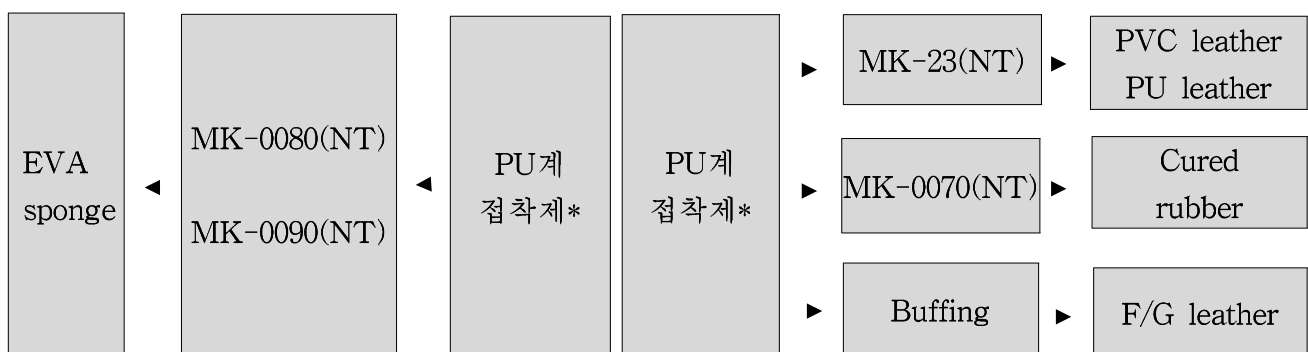 EVA
sponge
MK-0080(NT)
MK-0090(NT)
PU계
접착제*
PU계
접착제*
MK-23(NT)
PVC leather
PU leather
MK-0070(NT)
Cured
rubber
Buffing
F/G leather